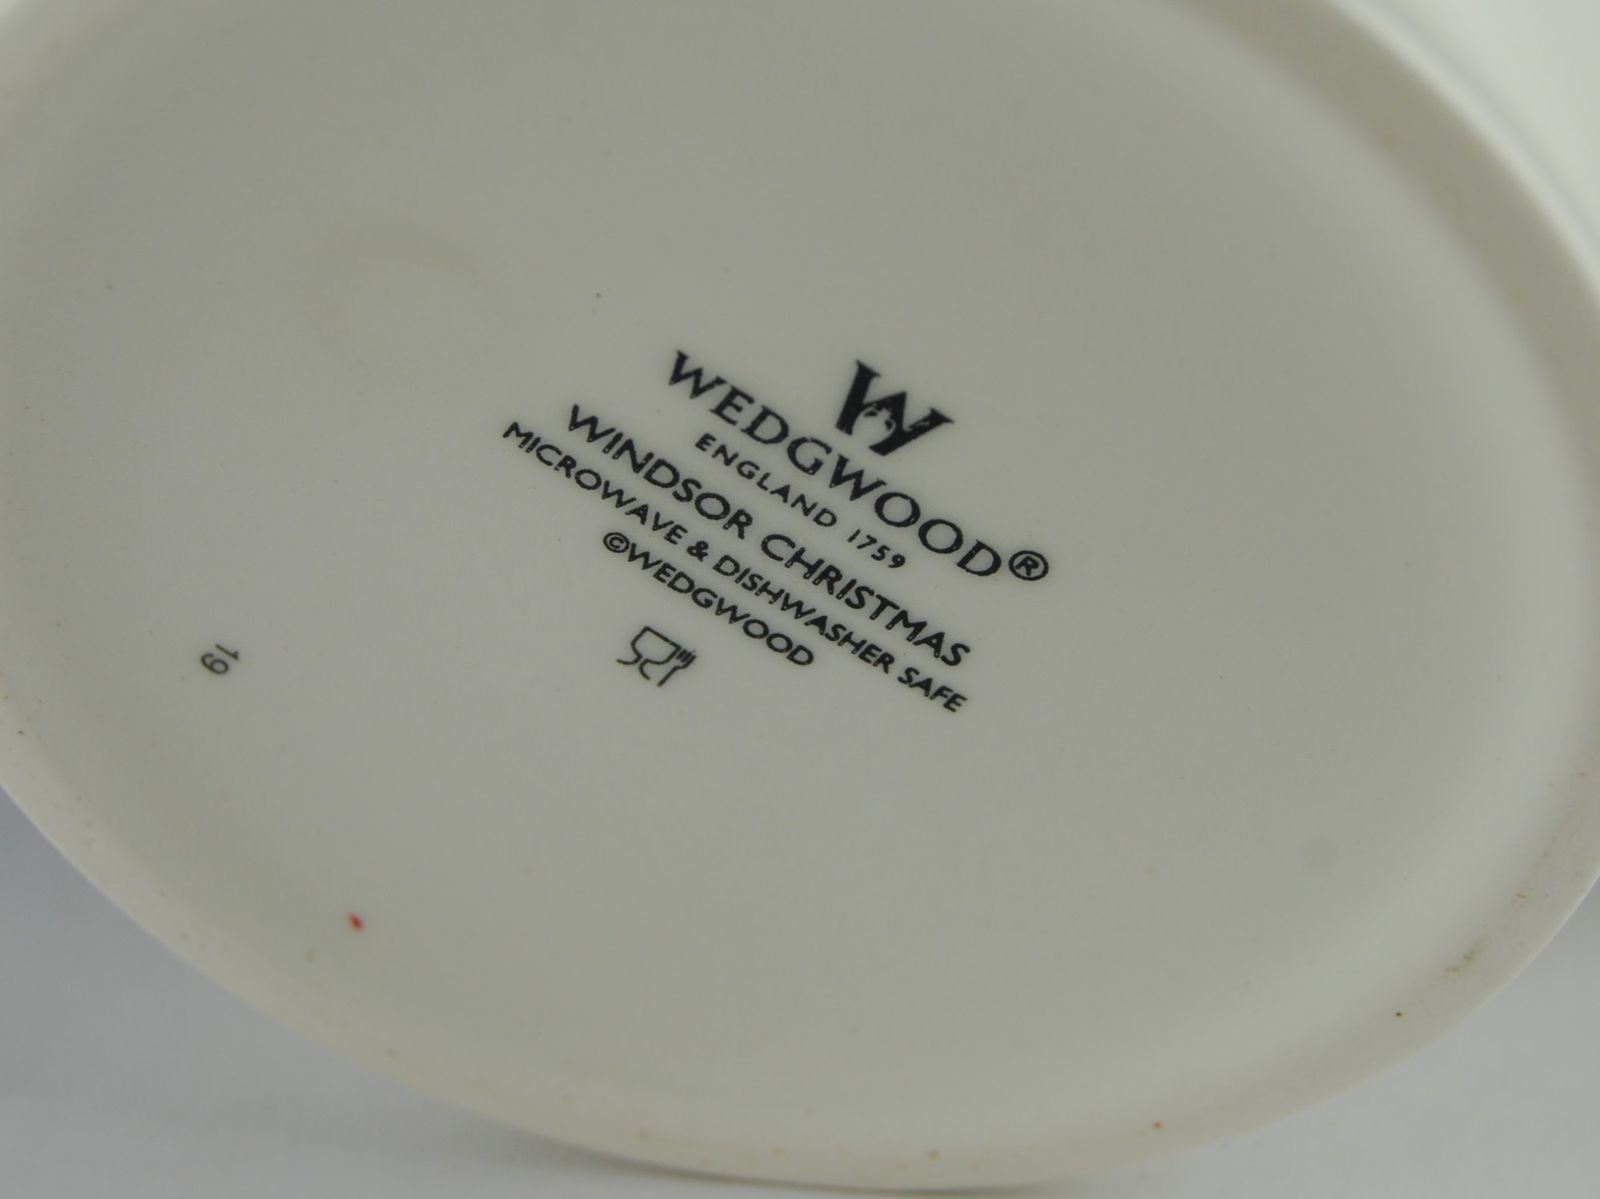 W
WEDGWOOD®
ENGLAND 1759
WINDSOR CHRISTMAS
MICROWAVE & DISHWASHER SAFE
©WEDGWOOD
19